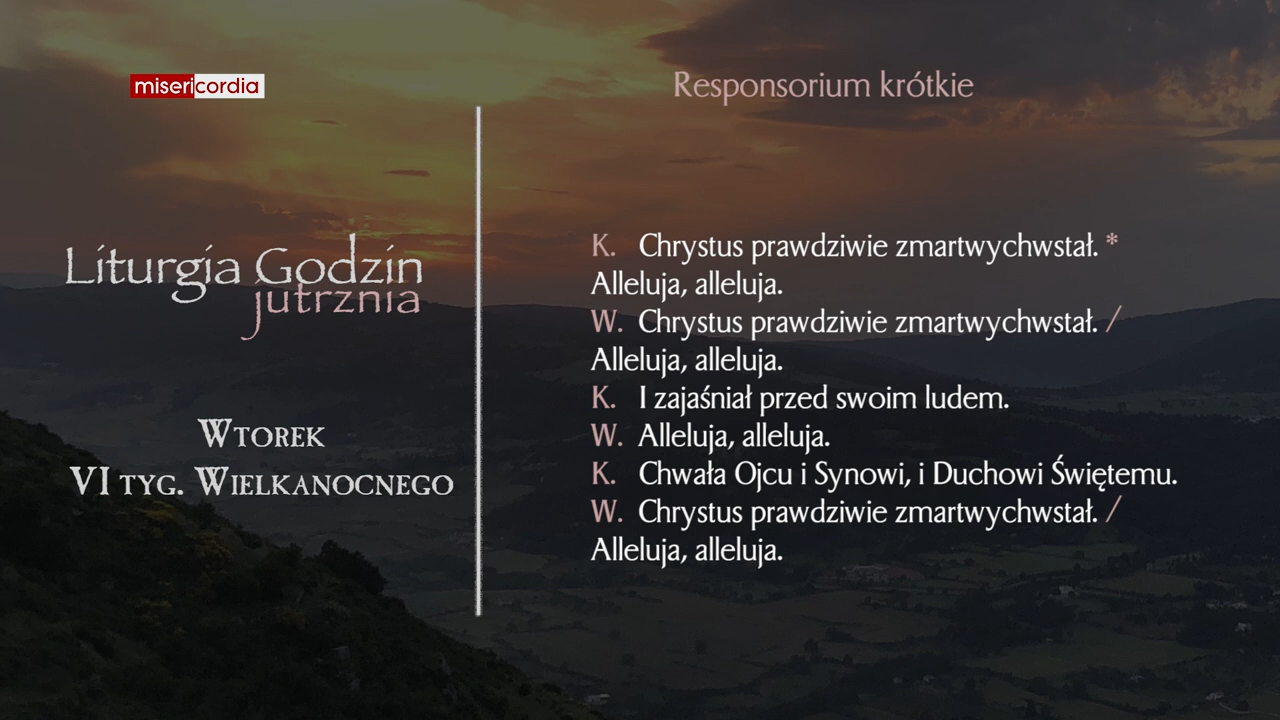 misericordia
Liturgia Godzin
jutrznia
Wtorek
VI tyg. Wielkanocnego
Responsorium krótkie
K. Chrystus prawdziwie zmartwychwstał. *
Alleluja, alleluja.
W. Chrystus prawdziwie zmartwychwstał. /
Alleluja, alleluja.
K. I zajaśniał przed swoim ludem.
W. Alleluja, alleluja.
K. Chwała Ojcu i Synowi, i Duchowi Świętemu.
W. Chrystus prawdziwie zmartwychwstał. /
Alleluja, alleluja.